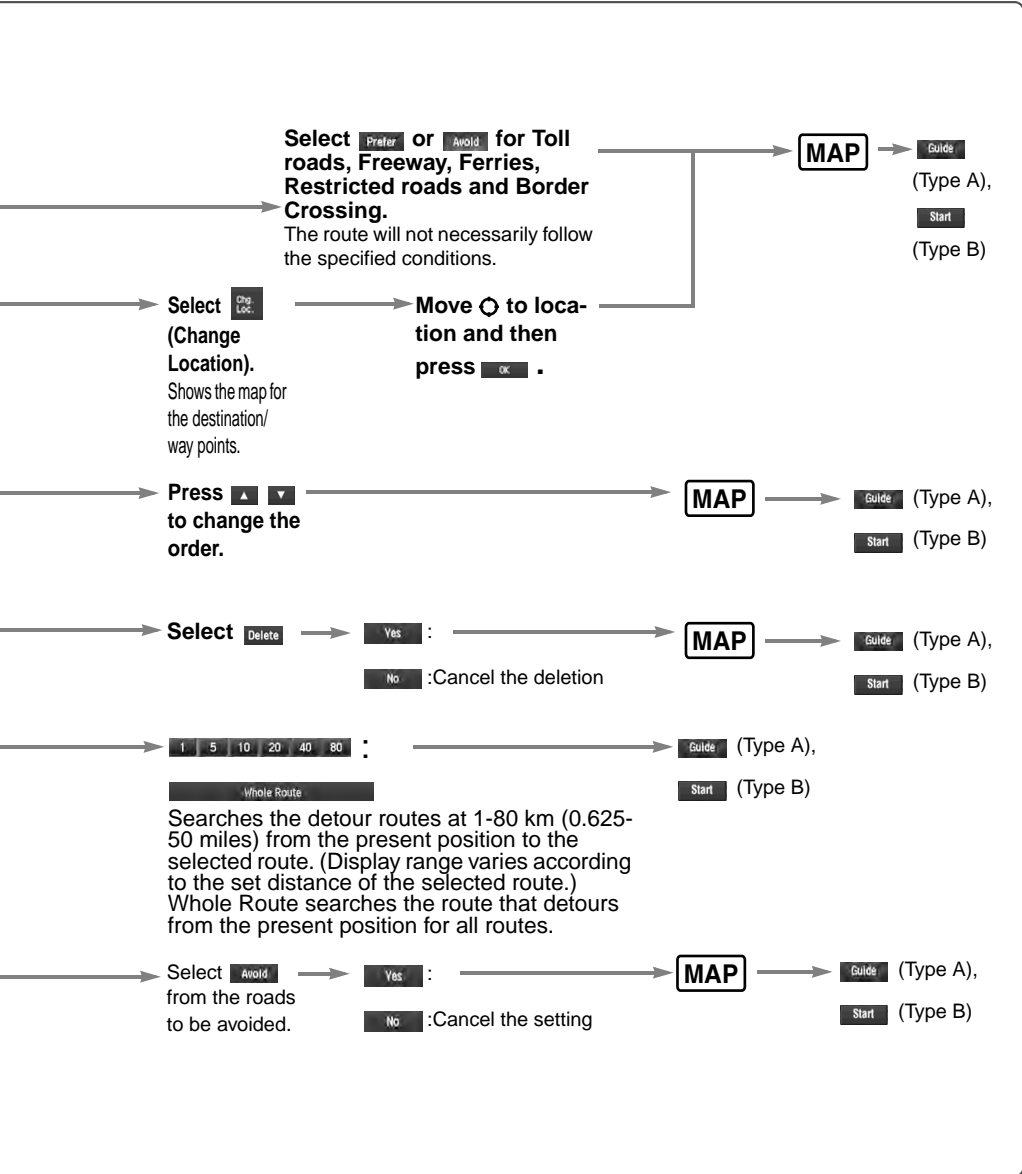 Select Prefer or Avoid for Toll
roads, Freeway, Ferries,
Restricted roads and Border
Crossing.
The route will not necessarily follow
the specified conditions.
MAP
Guide
(Type A),
Start
(Type B)
Select Chg. Loc.
(Change
Location).
Shows the map for
the destination/
way points.
Move to loca-
tion and then
press OK .
Press ▲ ▼
to change the
order.
MAP
Guide (Type A),
Start (Type B)
Select Delete
Yes :
No :Cancel the deletion
MAP
Guide (Type A),
Start (Type B)
1 5 10 20 40 80 :
Whole Route
Guide (Type A),
Start (Type B)
Searches the detour routes at 1-80 km (0.625-
50 miles) from the present position to the
selected route. (Display range varies according
to the set distance of the selected route.)
Whole Route searches the route that detours
from the present position for all routes.
Select Avoid
from the roads
to be avoided.
Yes :
No :Cancel the setting
MAP
Guide (Type A),
Start (Type B)